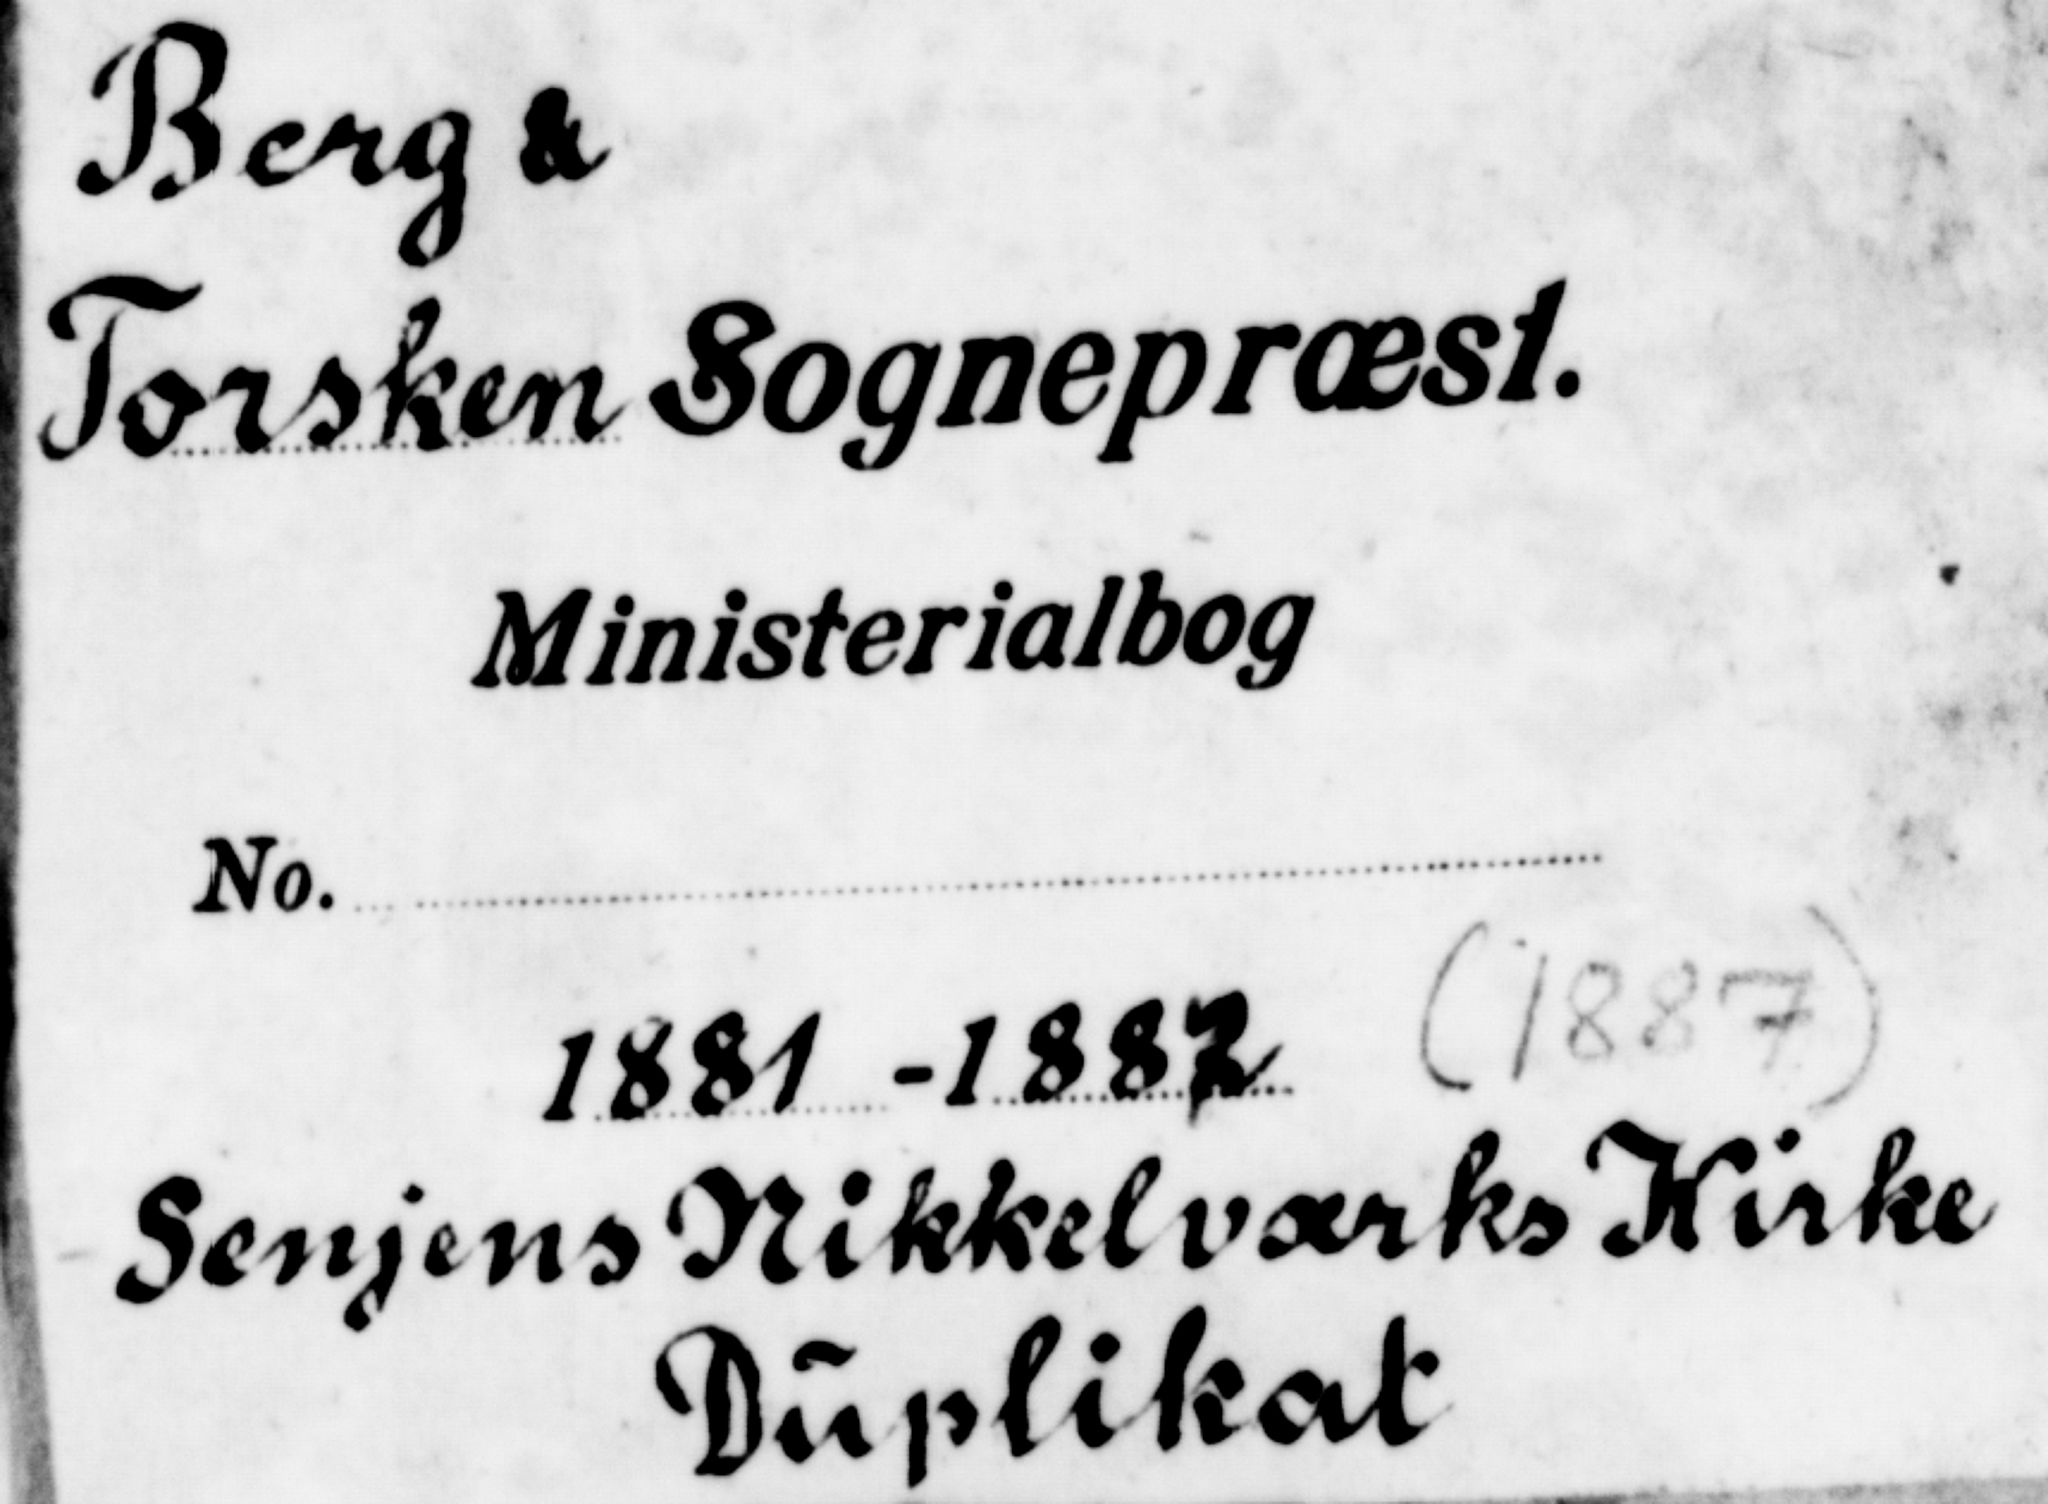 Berg &
Torsken Sognepræst.
Ministerialbog
No.
1881 - 1887 (1887)
Senjens Nikkelværks Kirke
Duplikat